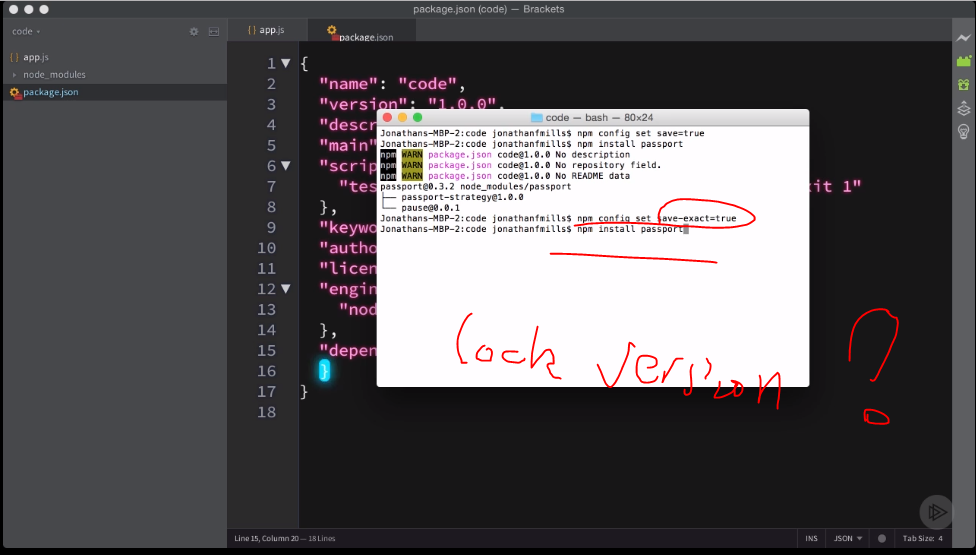 package.json (code) — Brackets
code
{ } app.js
package.json
{ } app.js
node_modules
package.json
1 {
2 "name": "code",
3 "version": "1.0.0",
4 "descr
5 "main"
6 "scrip
7 "tes
xit 1"
8 },
9 "keywo
10 "autho
11 "licen
12 "engin
13 "nod
14 },
15 "depen
16 }
17 }
18
code — bash — 80×24
Jonathans-MBP-2:code jonathanfmills$ npm config set save=true
Jonathans-MBP-2:code jonathanfmills$ npm install passport
npm WARN package.json code@1.0.0 No description
npm WARN package.json code@1.0.0 No repository field.
npm WARN package.json code@1.0.0 No README data
passport@0.3.2 node_modules/passport
├── passport-strategy@1.0.0
└── pause@0.0.1
Jonathans-MBP-2:code jonathanfmills$ npm config set save-exact=true
Jonathans-MBP-2:code jonathanfmills$ npm install passport
lock version ?
Line 15, Column 20 — 18 Lines
INS
JSON
Tab Size: 4